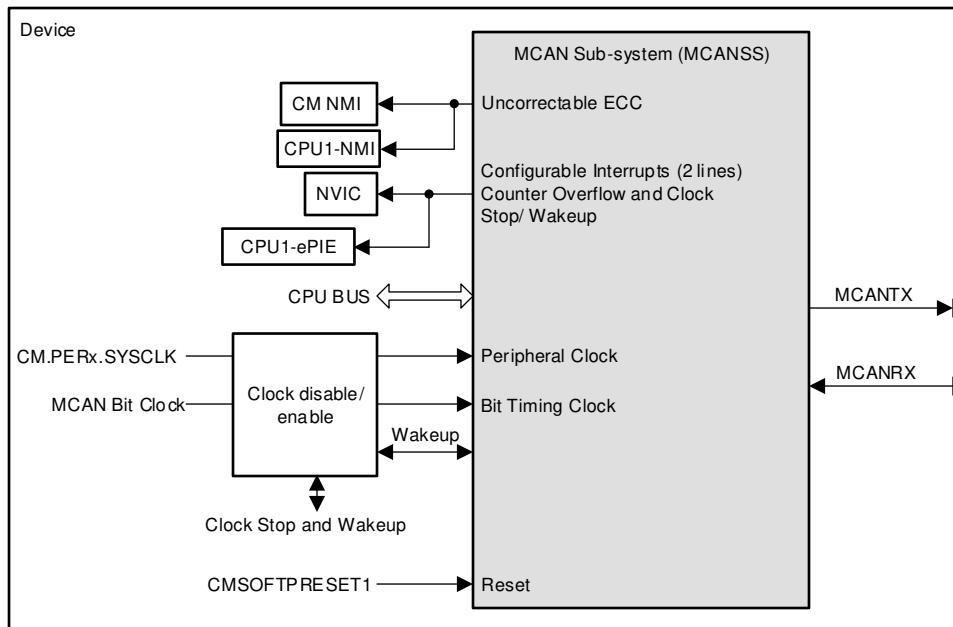 Device
MCAN Sub-system (MCANSS)
CM NMI
Uncorrectable ECC
CPU1-NMI
Configurable Interrupts (2 lines)
NVIC
Counter Overflow and Clock
Stop/ Wakeup
CPU1-ePIE
CPU BUS
MCANTX
CM.PERx.SYSCLK
Peripheral Clock
MCANRX
Clock disable/
enable
MCAN Bit Clock
Bit Timing Clock
Wakeup
Clock Stop and Wakeup
CMSOFTPRESET1
Reset